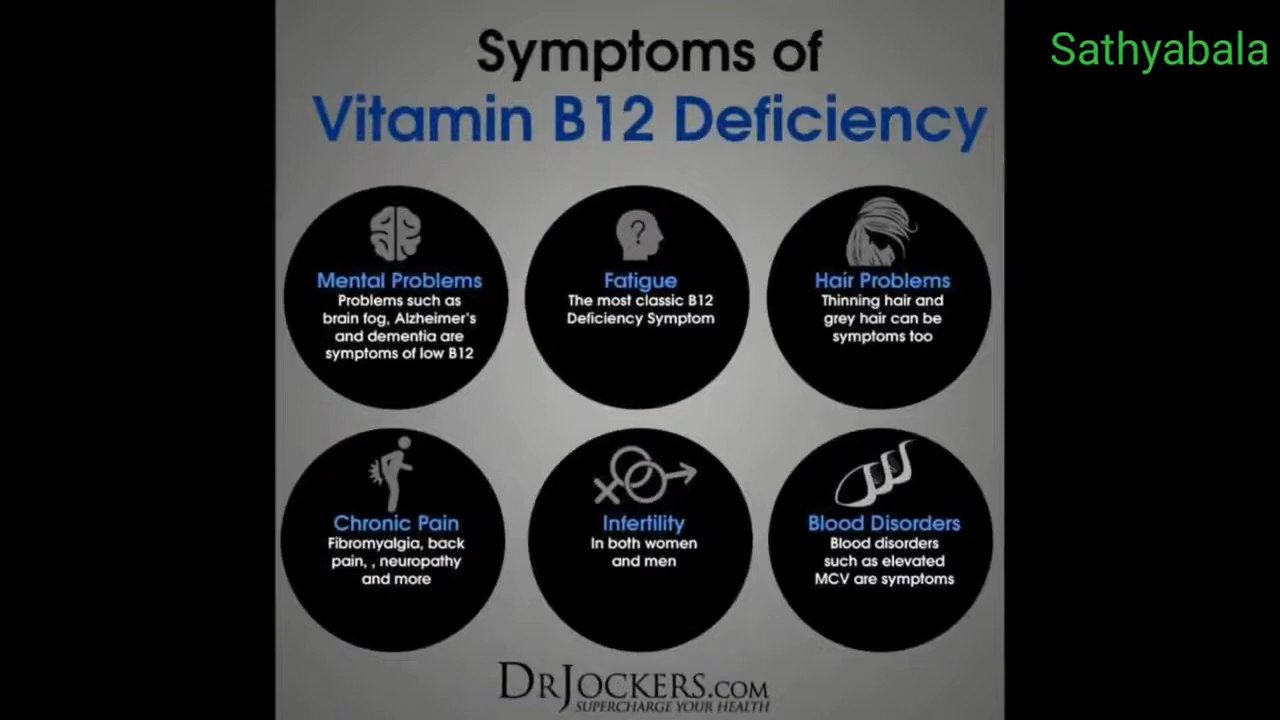 Symptoms of
Sathyabala
Vitamin B12 Deficiency
Mental Problems
Problems such as
brain fog, Alzheimer's
and dementia are
symptoms of low B12
?
Fatigue
The most classic B12
Deficiency Symptom
Hair Problems
Thinning hair and
grey hair can be
symptoms too
Chronic Pain
Fibromyalgia, back
pain, , neuropathy
and more
Infertility
In both women
and men
Blood Disorders
Blood disorders
such as elevated
MCV are symptoms
DRJOCKERS.COM
SUPERCHARGE YOUR HEALTH